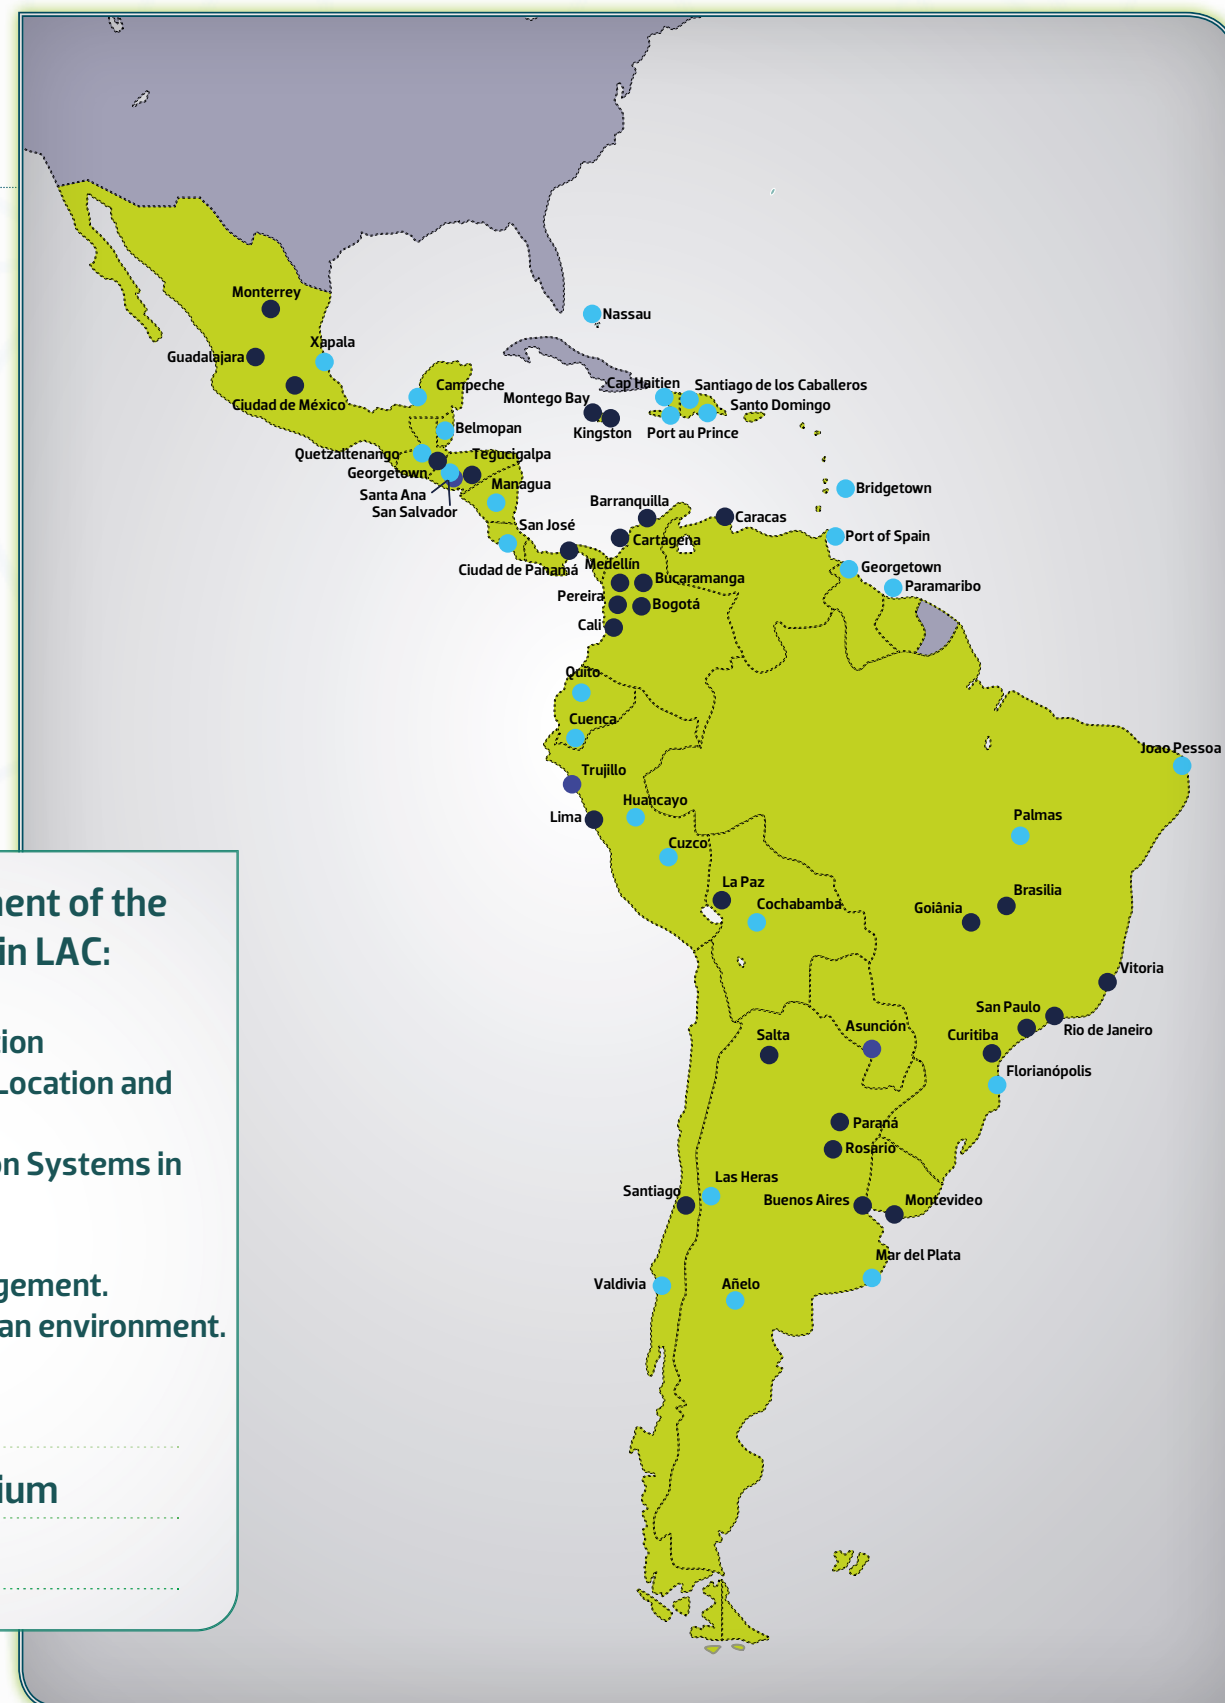 Monterrey
Nassau
Xapala
Guadalajara
Campeche
Cap Haitien
Santiago de los Caballeros
Montego Bay
Santo Domingo
Ciudad de México
Belmopan
Kingston
Port au Prince
Quetzaltenango
Tegucigalpa
Georgetown
Managua
Bridgetown
Santa Ana
San Salvador
Barranquilla
Caracas
San José
Cartagena
Port of Spain
Ciudad de Panamá
Medellín
Georgetown
Bucaramanga
Paramaribo
Pereira
Bogotá
Cali
Quito
Cuenca
Joao Pessoa
Trujillo
Huancayo
Lima
Palmas
Cuzco
La Paz
Brasilia
Cochabamba
Goiânia
Vitoria
San Paulo
Asunción
Rio de Janeiro
Salta
Curitiba
Florianópolis
Paraná
Rosario
Las Heras
Santiago
Buenos Aires
Montevideo
Mar del Plata
Valdivia
Añelo
ent of the
in LAC:
ion
Location and
on Systems in
gement.
an environment.
ium